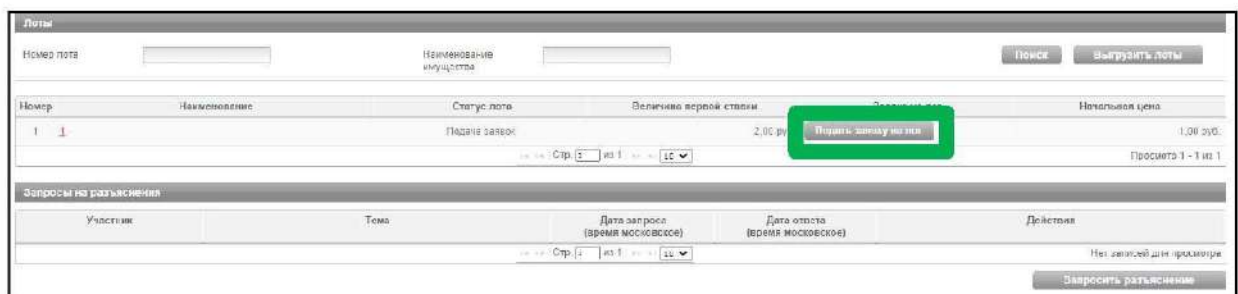 Лоты
Номер лота
Наименование имущества
Поиск
Выгрузить лоты
Номер Наименование Статус лота Величина первой ставки Начальная цена
1 1 Подача заявок 2,00 ру Подать заявку на лот 1,00 руб.
Стр. из 1 10 Просмотр 1 - 1 из 1
Запросы на разъяснения
Участник Тема Дата запроса (время московское) Дата ответа (время московское) Действия
Стр. из 1 10 Нет записей для просмотра
Запросить разъяснение